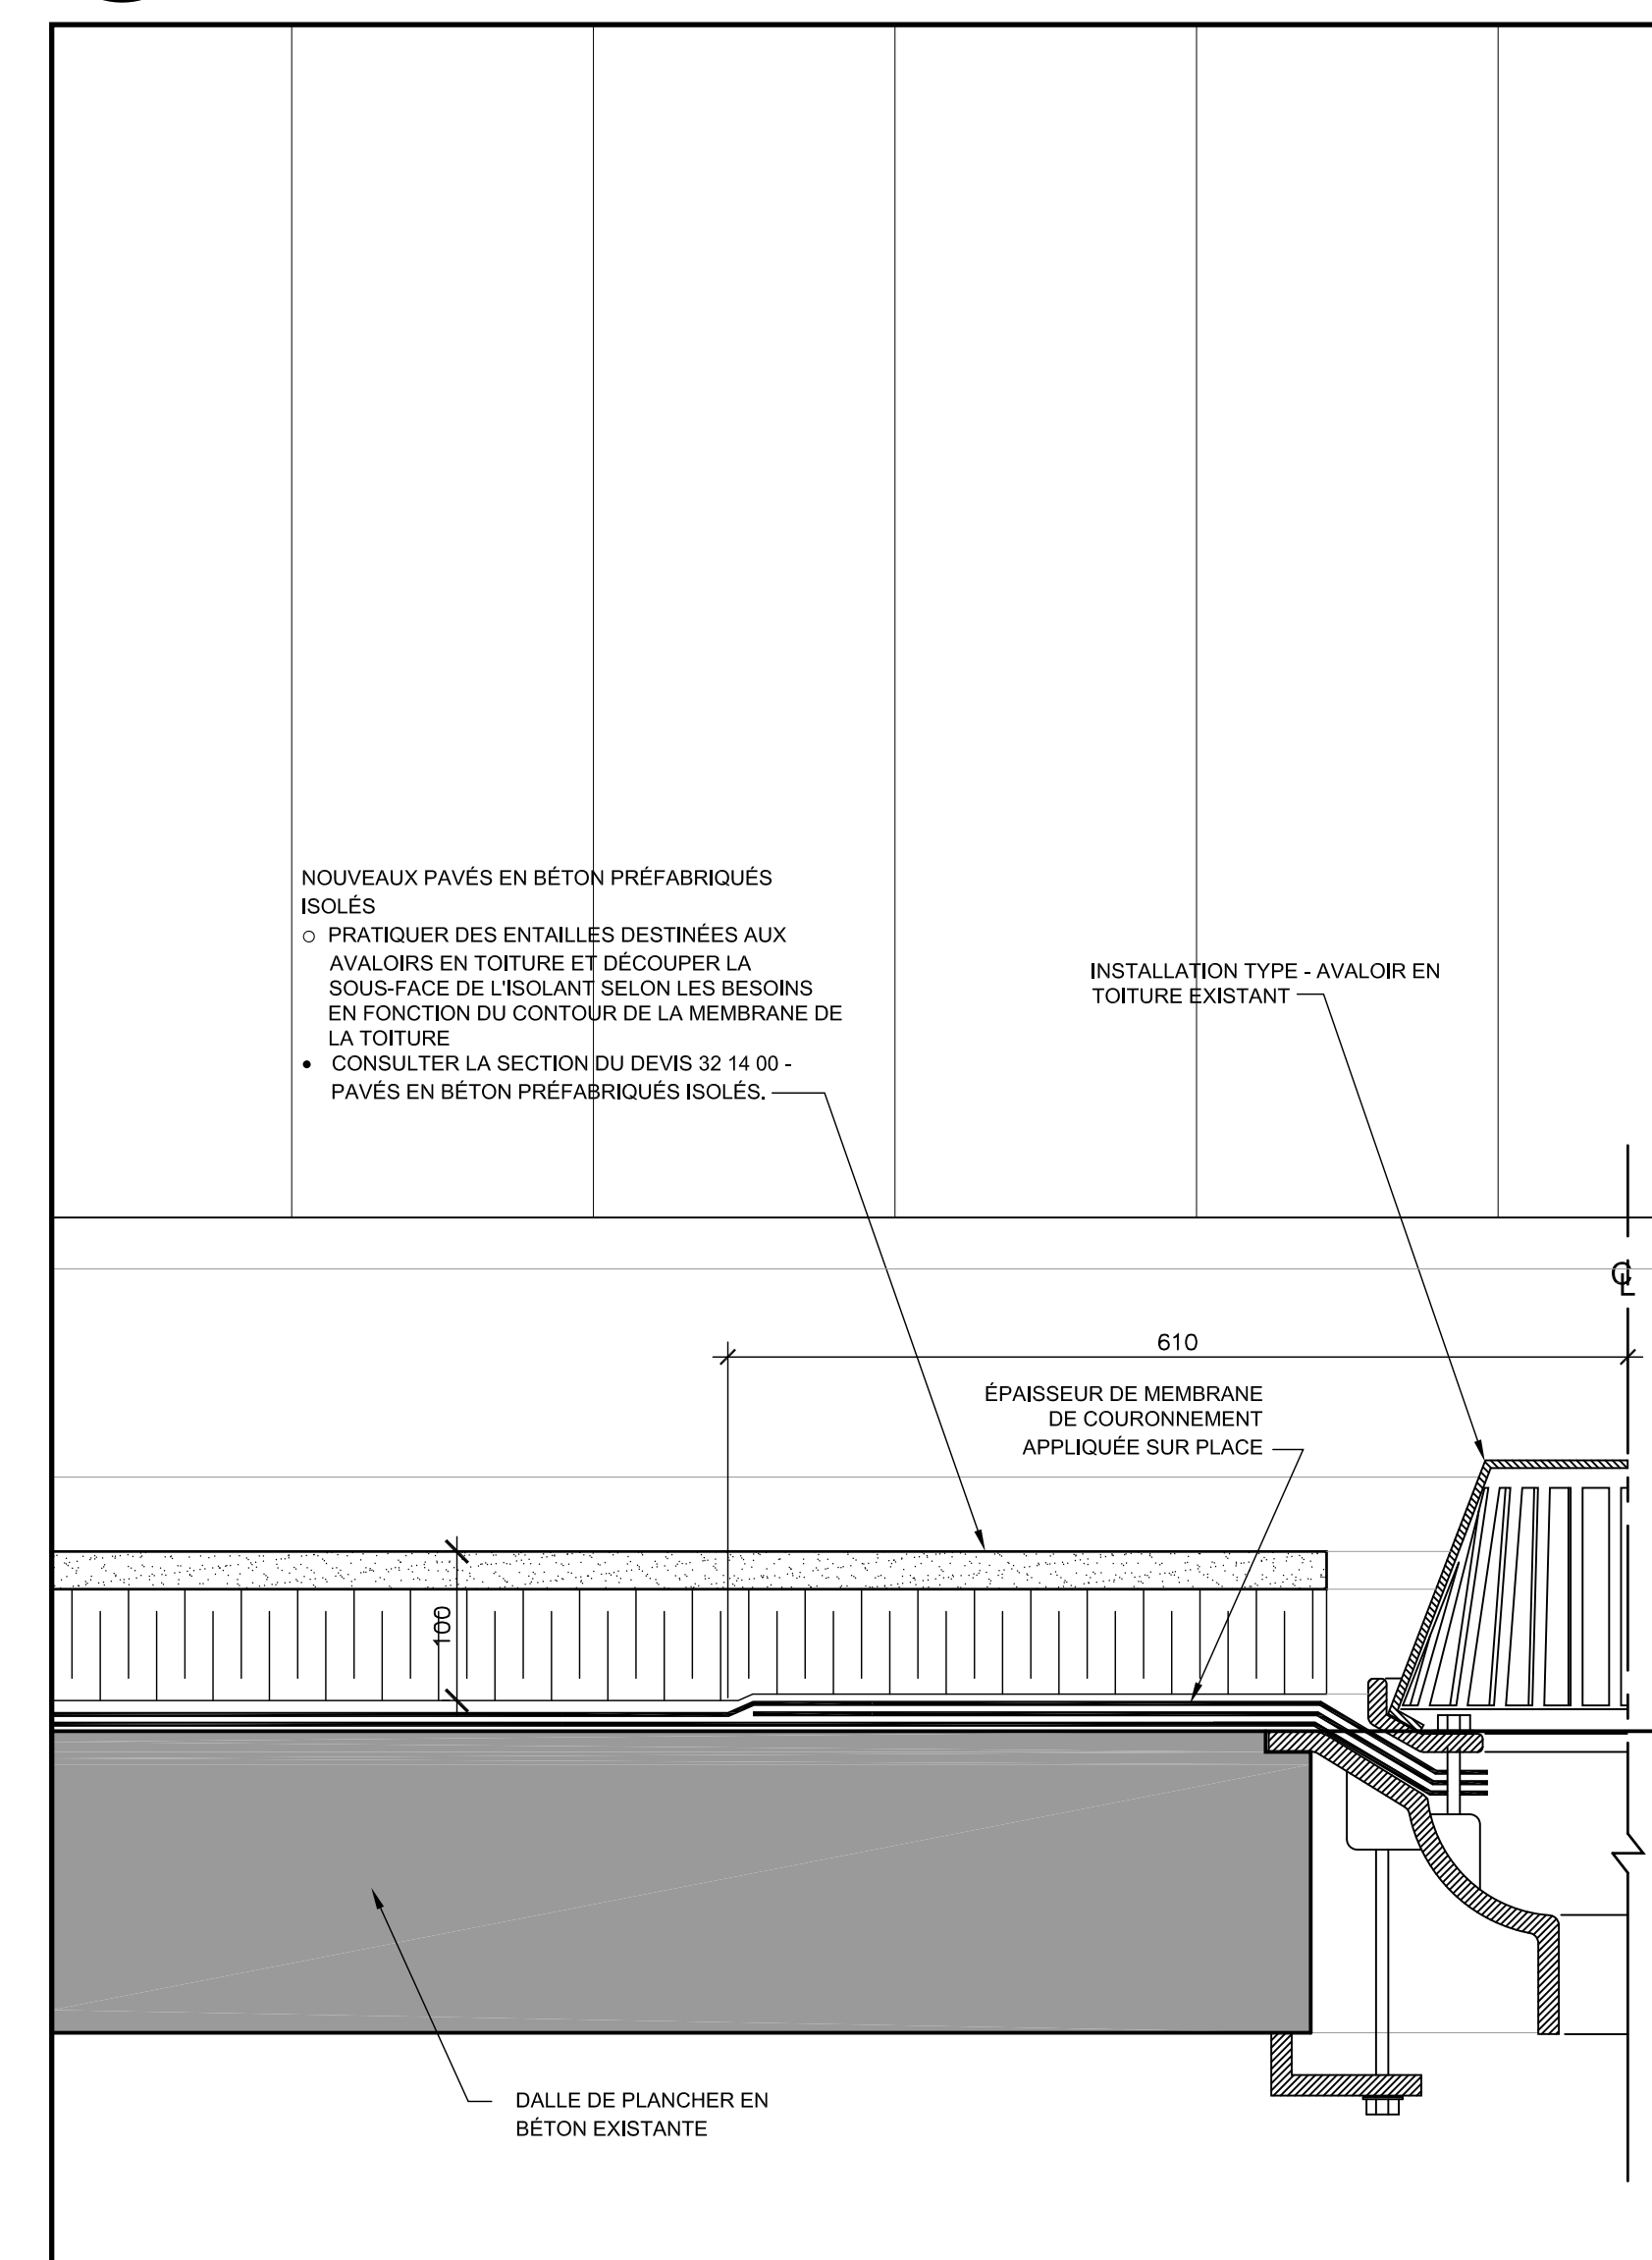 NOUVEAUX PAVÉS EN BÉTON PRÉFABRIQUÉS
ISOLÉS
○ PRATIQUER DES ENTAILLES DESTINÉES AUX
AVALOIRS EN TOITURE ET DÉCOUPER LA
SOUS-FACE DE L'ISOLANT SELON LES BESOINS
EN FONCTION DU CONTOUR DE LA MEMBRANE DE
LA TOITURE
• CONSULTER LA SECTION DU DEVIS 32 14 00 -
PAVÉS EN BÉTON PRÉFABRIQUÉS ISOLÉS.
INSTALLATION TYPE - AVALOIR EN
TOITURE EXISTANT
℄
610
ÉPAISSEUR DE MEMBRANE
DE COURONNEMENT
APPLIQUÉE SUR PLACE
100
DALLE DE PLANCHER EN
BÉTON EXISTANTE